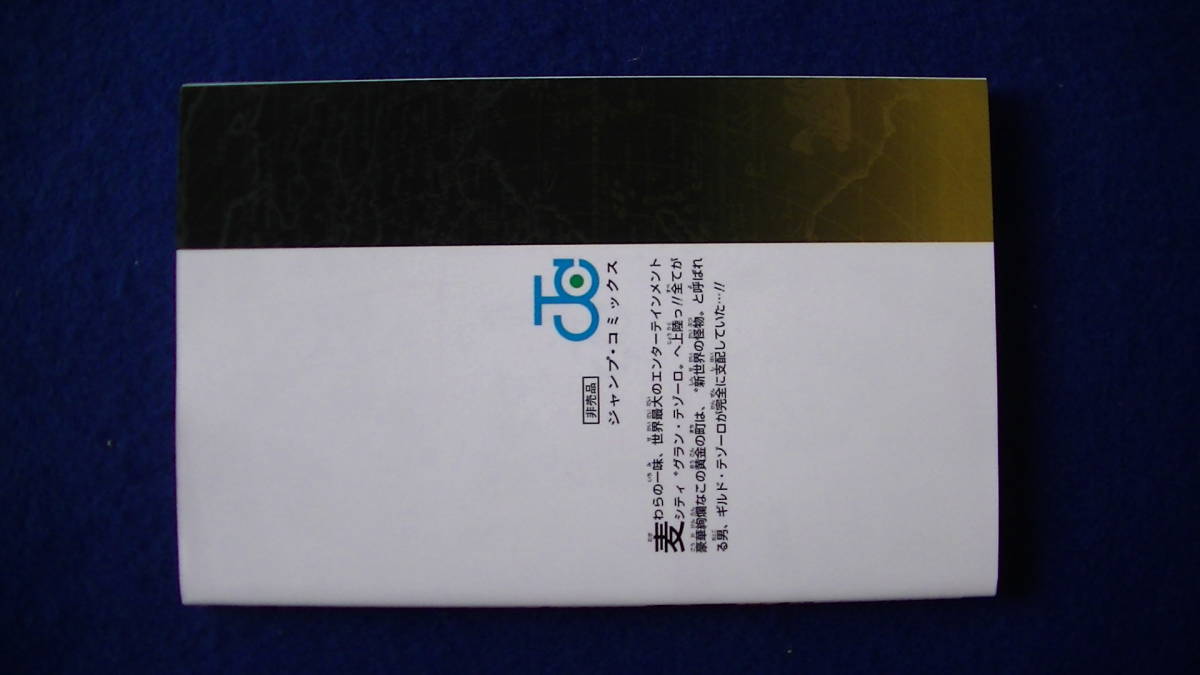 JC
ジャンプ・コミックス
非売品
麦わらの一味、世界最大のエンターテインメント
シティ〝グラン・テゾーロ〟へ上陸っ!!全てが
豪華絢爛なこの黄金の町は、〝新世界の怪物〟と呼ばれ
る男、ギルド・テゾーロが完全に支配していた…!!